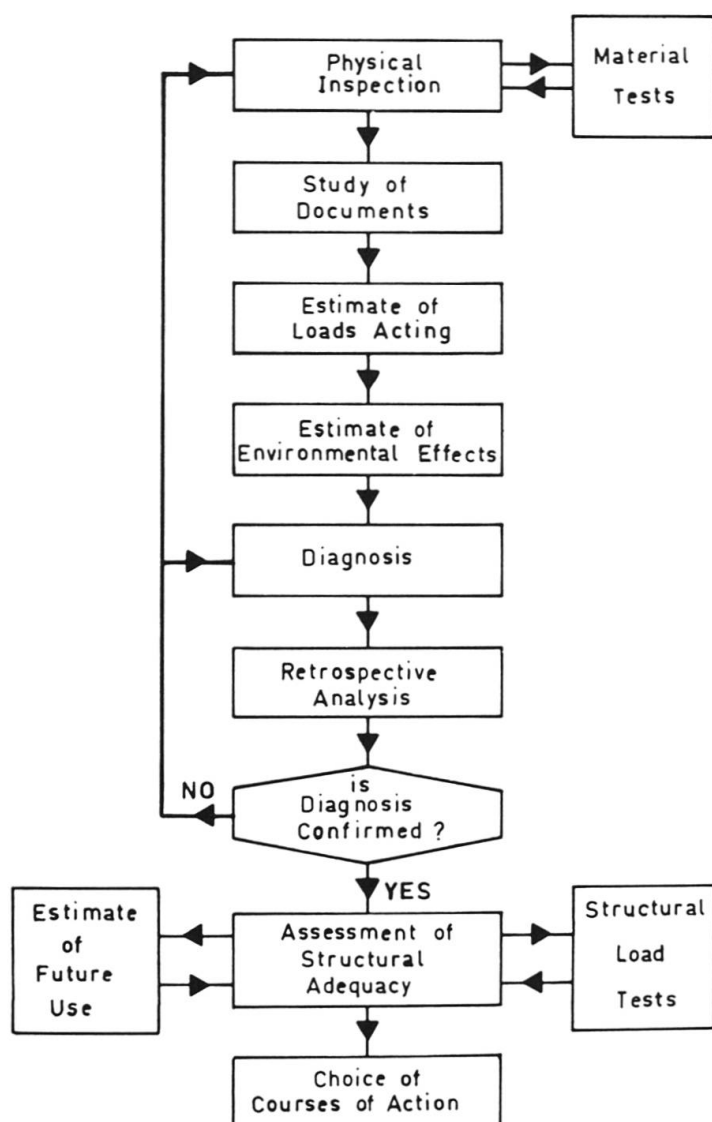 Physical
Inspection
Material
Tests
Study of
Documents
Estimate of
Loads Acting
Estimate of
Environmental Effects
Diagnosis
Retrospective
Analysis
NO
is
Diagnosis
Confirmed ?
YES
Estimate
of
Future
Use
Assessment of
Structural
Adequacy
Structural
Load
Tests
Choice of
Courses of Action